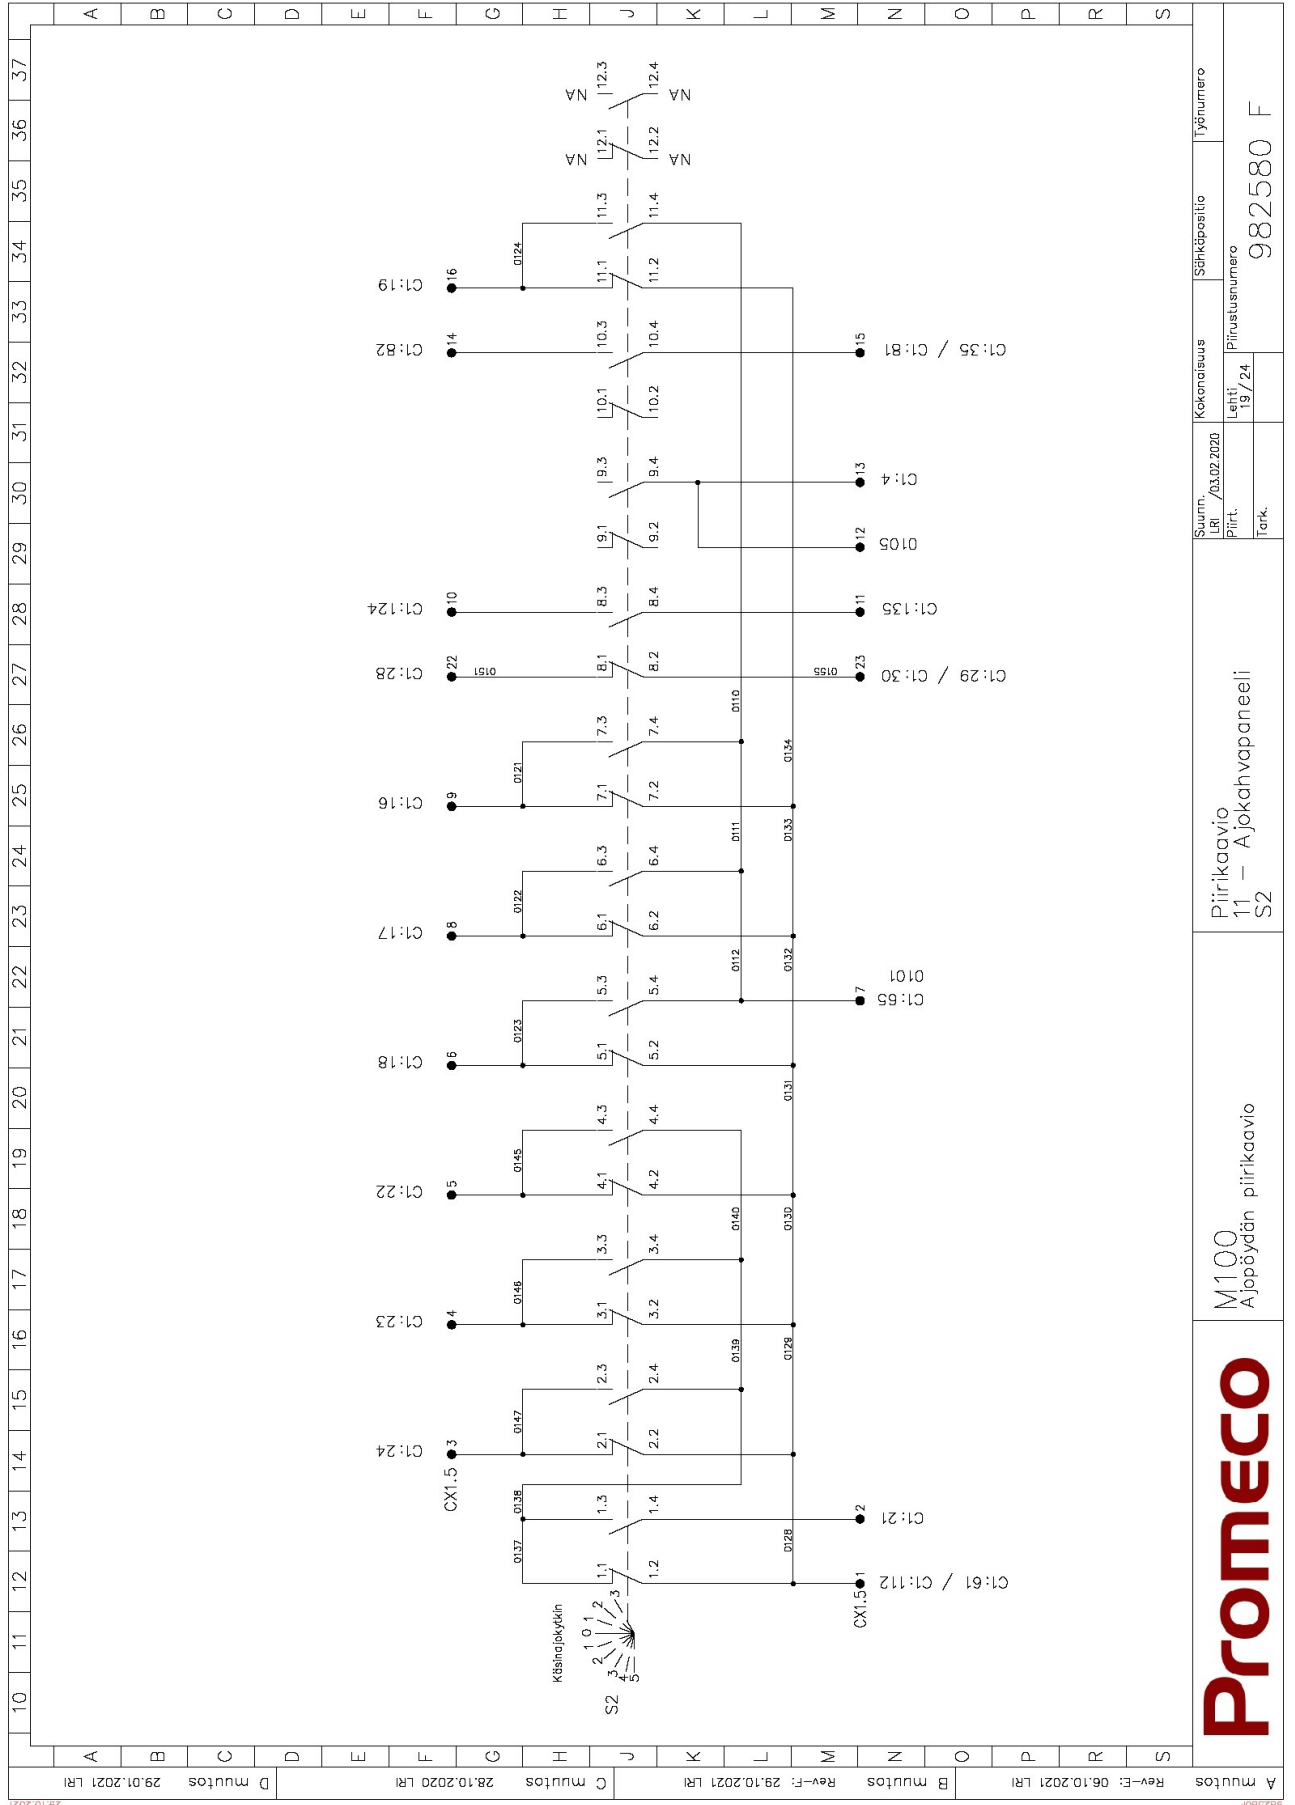 A B C D E F G H J K L M N O P R S
37
36
35
34
33
32
31
30
29
28
27
26
25
24
23
22
21
20
19
18
17
16
15
14
13
12
11
10
NA 12.3 12.4 NA
NA 12.1 12.2 NA
0124 11.3 11.4
C1:19 16 11.1 11.2
C1:82 14 10.3 10.4 15 C1:81 / C1:35
10.1 10.2
9.3 9.4 13 C1:4
9.1 9.2 12 0105
C1:124 10 8.3 8.4 11 C1:135
C1:28 22 0151 8.1 8.2 0155 23 C1:30 / C1:29
0110
7.3 7.4
0121 0134
C1:16 9 7.1 7.2
0111 0133
6.3 6.4
0122
C1:17 8 6.1 6.2
0112 0132
5.3 5.4 7 C1:65 0101
0123
C1:18 6 5.1 5.2
0131
4.3 4.4
0145
C1:22 5 4.1 4.2
0140 0130
3.3 3.4
0146
C1:23 4 3.1 3.2
0139 0129
2.3 2.4
0147
C1:24 3 2.1 2.2
CX1.5
0138 1.3 1.4 2 C1:21
0137 0128
1.1 1.2 1 C1:112 / C1:61
CX1.5
Käsinajokytkin
5 4 3 2 1 0 1 2 3
S2
A B C D E F G H J K L M N O P R S
D muutos 29.01.2021 LRI
C muutos 28.10.2020 LRI
B muutos Rev-F: 29.10.2021 LRI
A muutos Rev-E: 06.10.2021 LRI
Promeco
M100
Ajopöydän piirikaavio
Piirikaavio
11 – Ajokahvapaneeli
S2
Suunn.
LRI /03.02.2020
Piirt.
Tark.
Kokonaisuus
Sähköpositio
Työnumero
Lehti
19/24
Piirustusnumero
982580 F